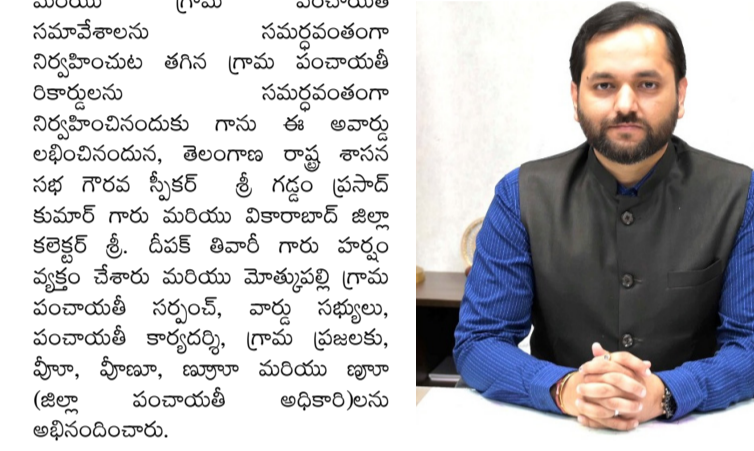 మరియు గ్రామ పంచాయతీ
సమావేశాలను సమర్ధవంతంగా
నిర్వహించుట తగిన గ్రామ పంచాయతీ
రికార్డులను సమర్ధవంతంగా
నిర్వహించినందుకు గాను ఈ అవార్డు
లభించినందున, తెలంగాణ రాష్ట్ర శాసన
సభ గౌరవ స్పీకర్ శ్రీ గడ్డం ప్రసాద్
కుమార్ గారు మరియు వికారాబాద్ జిల్లా
కలెక్టర్ శ్రీ. దీపక్ తివారీ గారు హర్షం
వ్యక్తం చేశారు మరియు మోత్కుపల్లి గ్రామ
పంచాయతీ సర్పంచ్, వార్డు సభ్యులు,
పంచాయతీ కార్యదర్శి, గ్రామ ప్రజలకు,
మరియు
(జిల్లా పంచాయతీ అధికారి)లను
అభినందించారు.